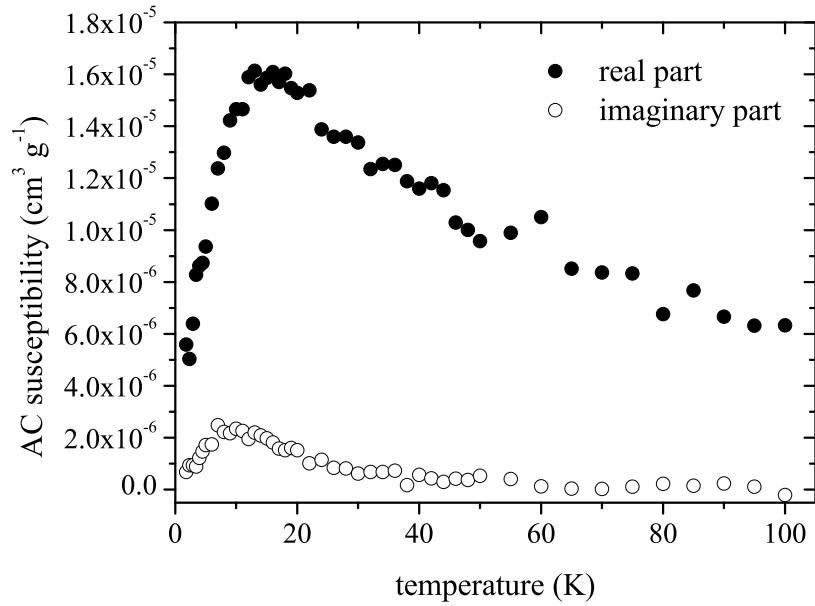 1.8x10⁻⁵
1.6x10⁻⁵
1.4x10⁻⁵
1.2x10⁻⁵
1.0x10⁻⁵
8.0x10⁻⁶
6.0x10⁻⁶
4.0x10⁻⁶
2.0x10⁻⁶
0.0
AC susceptibility (cm³ g⁻¹)
real part
imaginary part
0 20 40 60 80 100
temperature (K)